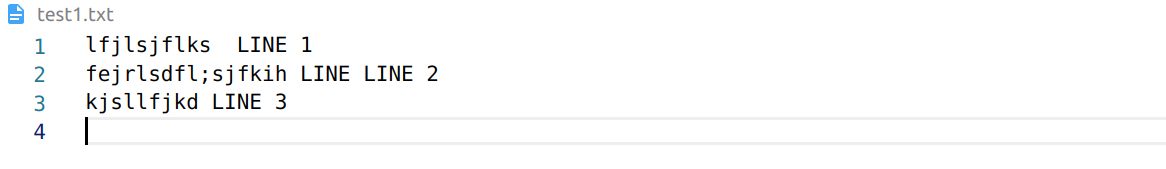 test1.txt
1 lfjlsjflks  LINE 1
2 fejrlsdfl;sjfkih LINE LINE 2
3 kjsllfjkd LINE 3
4